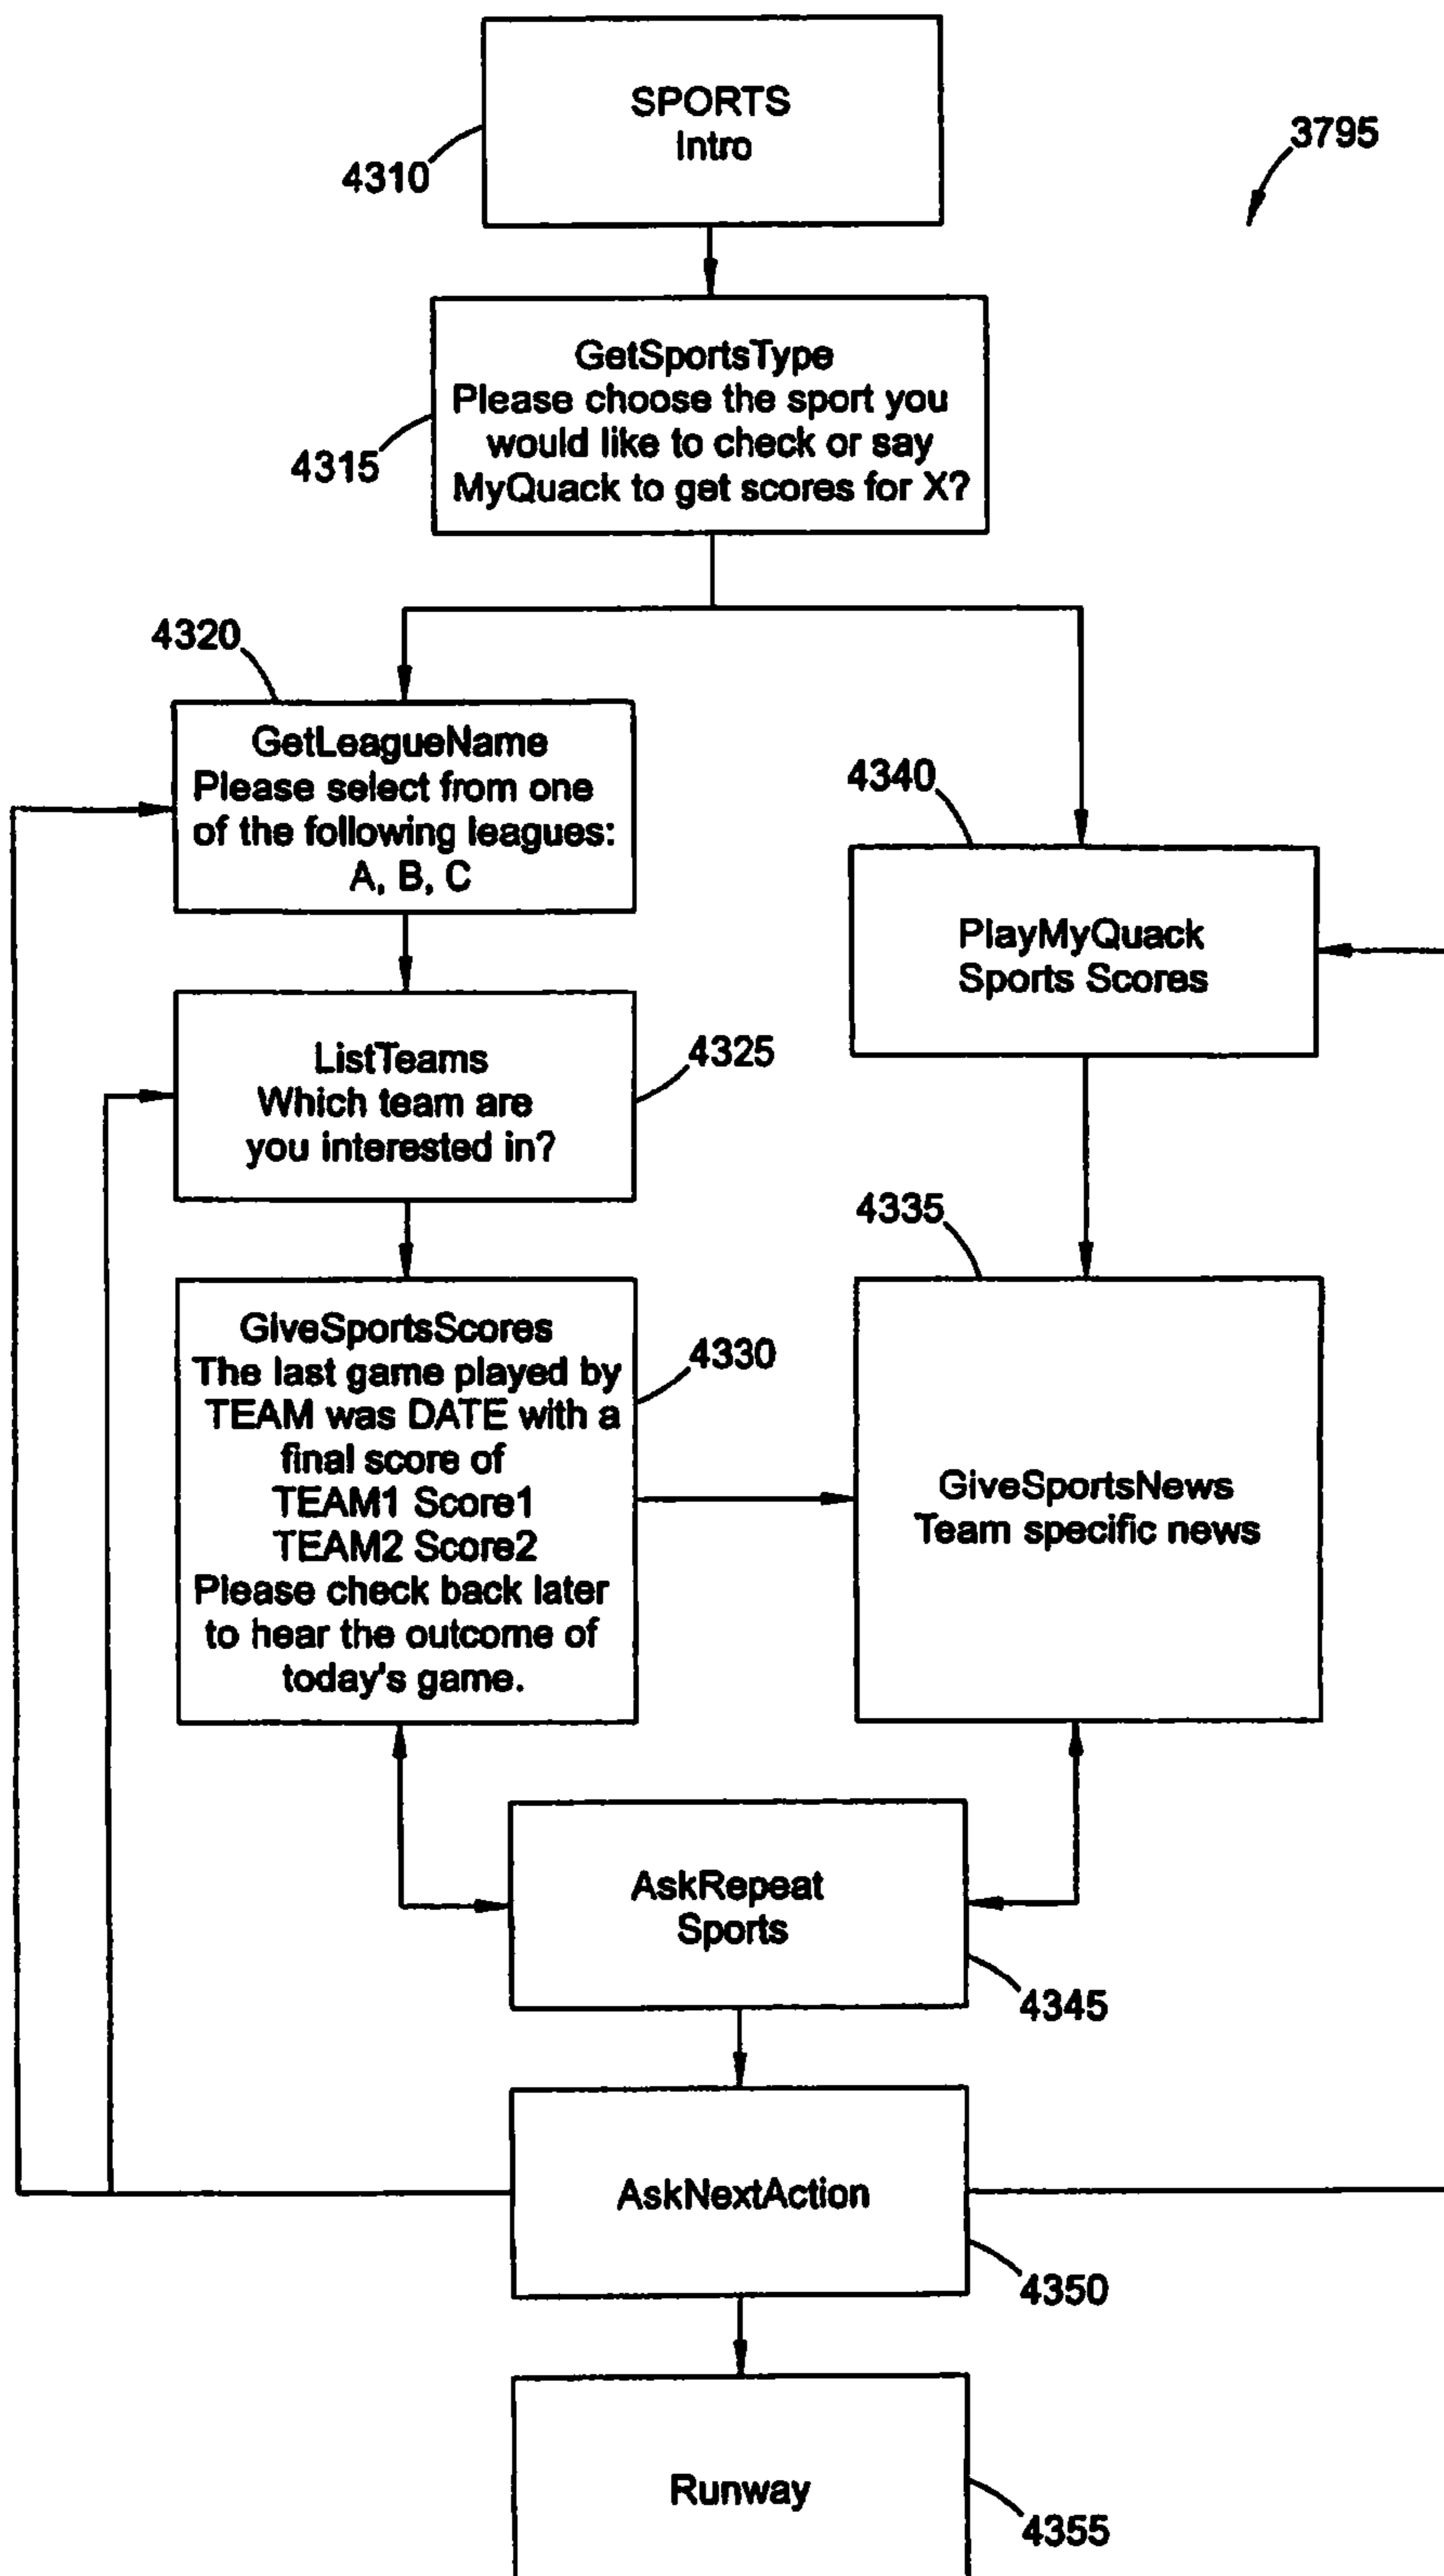 SPORTS
Intro
4310
3795
GetSportsType
Please choose the sport you
would like to check or say
MyQuack to get scores for X?
4315
4320
GetLeagueName
Please select from one
of the following leagues:
A, B, C
4340
PlayMyQuack
Sports Scores
ListTeams
Which team are
you interested in?
4325
4335
GiveSportsScores
The last game played by
TEAM was DATE with a
final score of
TEAM1 Score1
TEAM2 Score2
Please check back later
to hear the outcome of
today's game.
4330
GiveSportsNews
Team specific news
AskRepeat
Sports
4345
AskNextAction
4350
Runway
4355